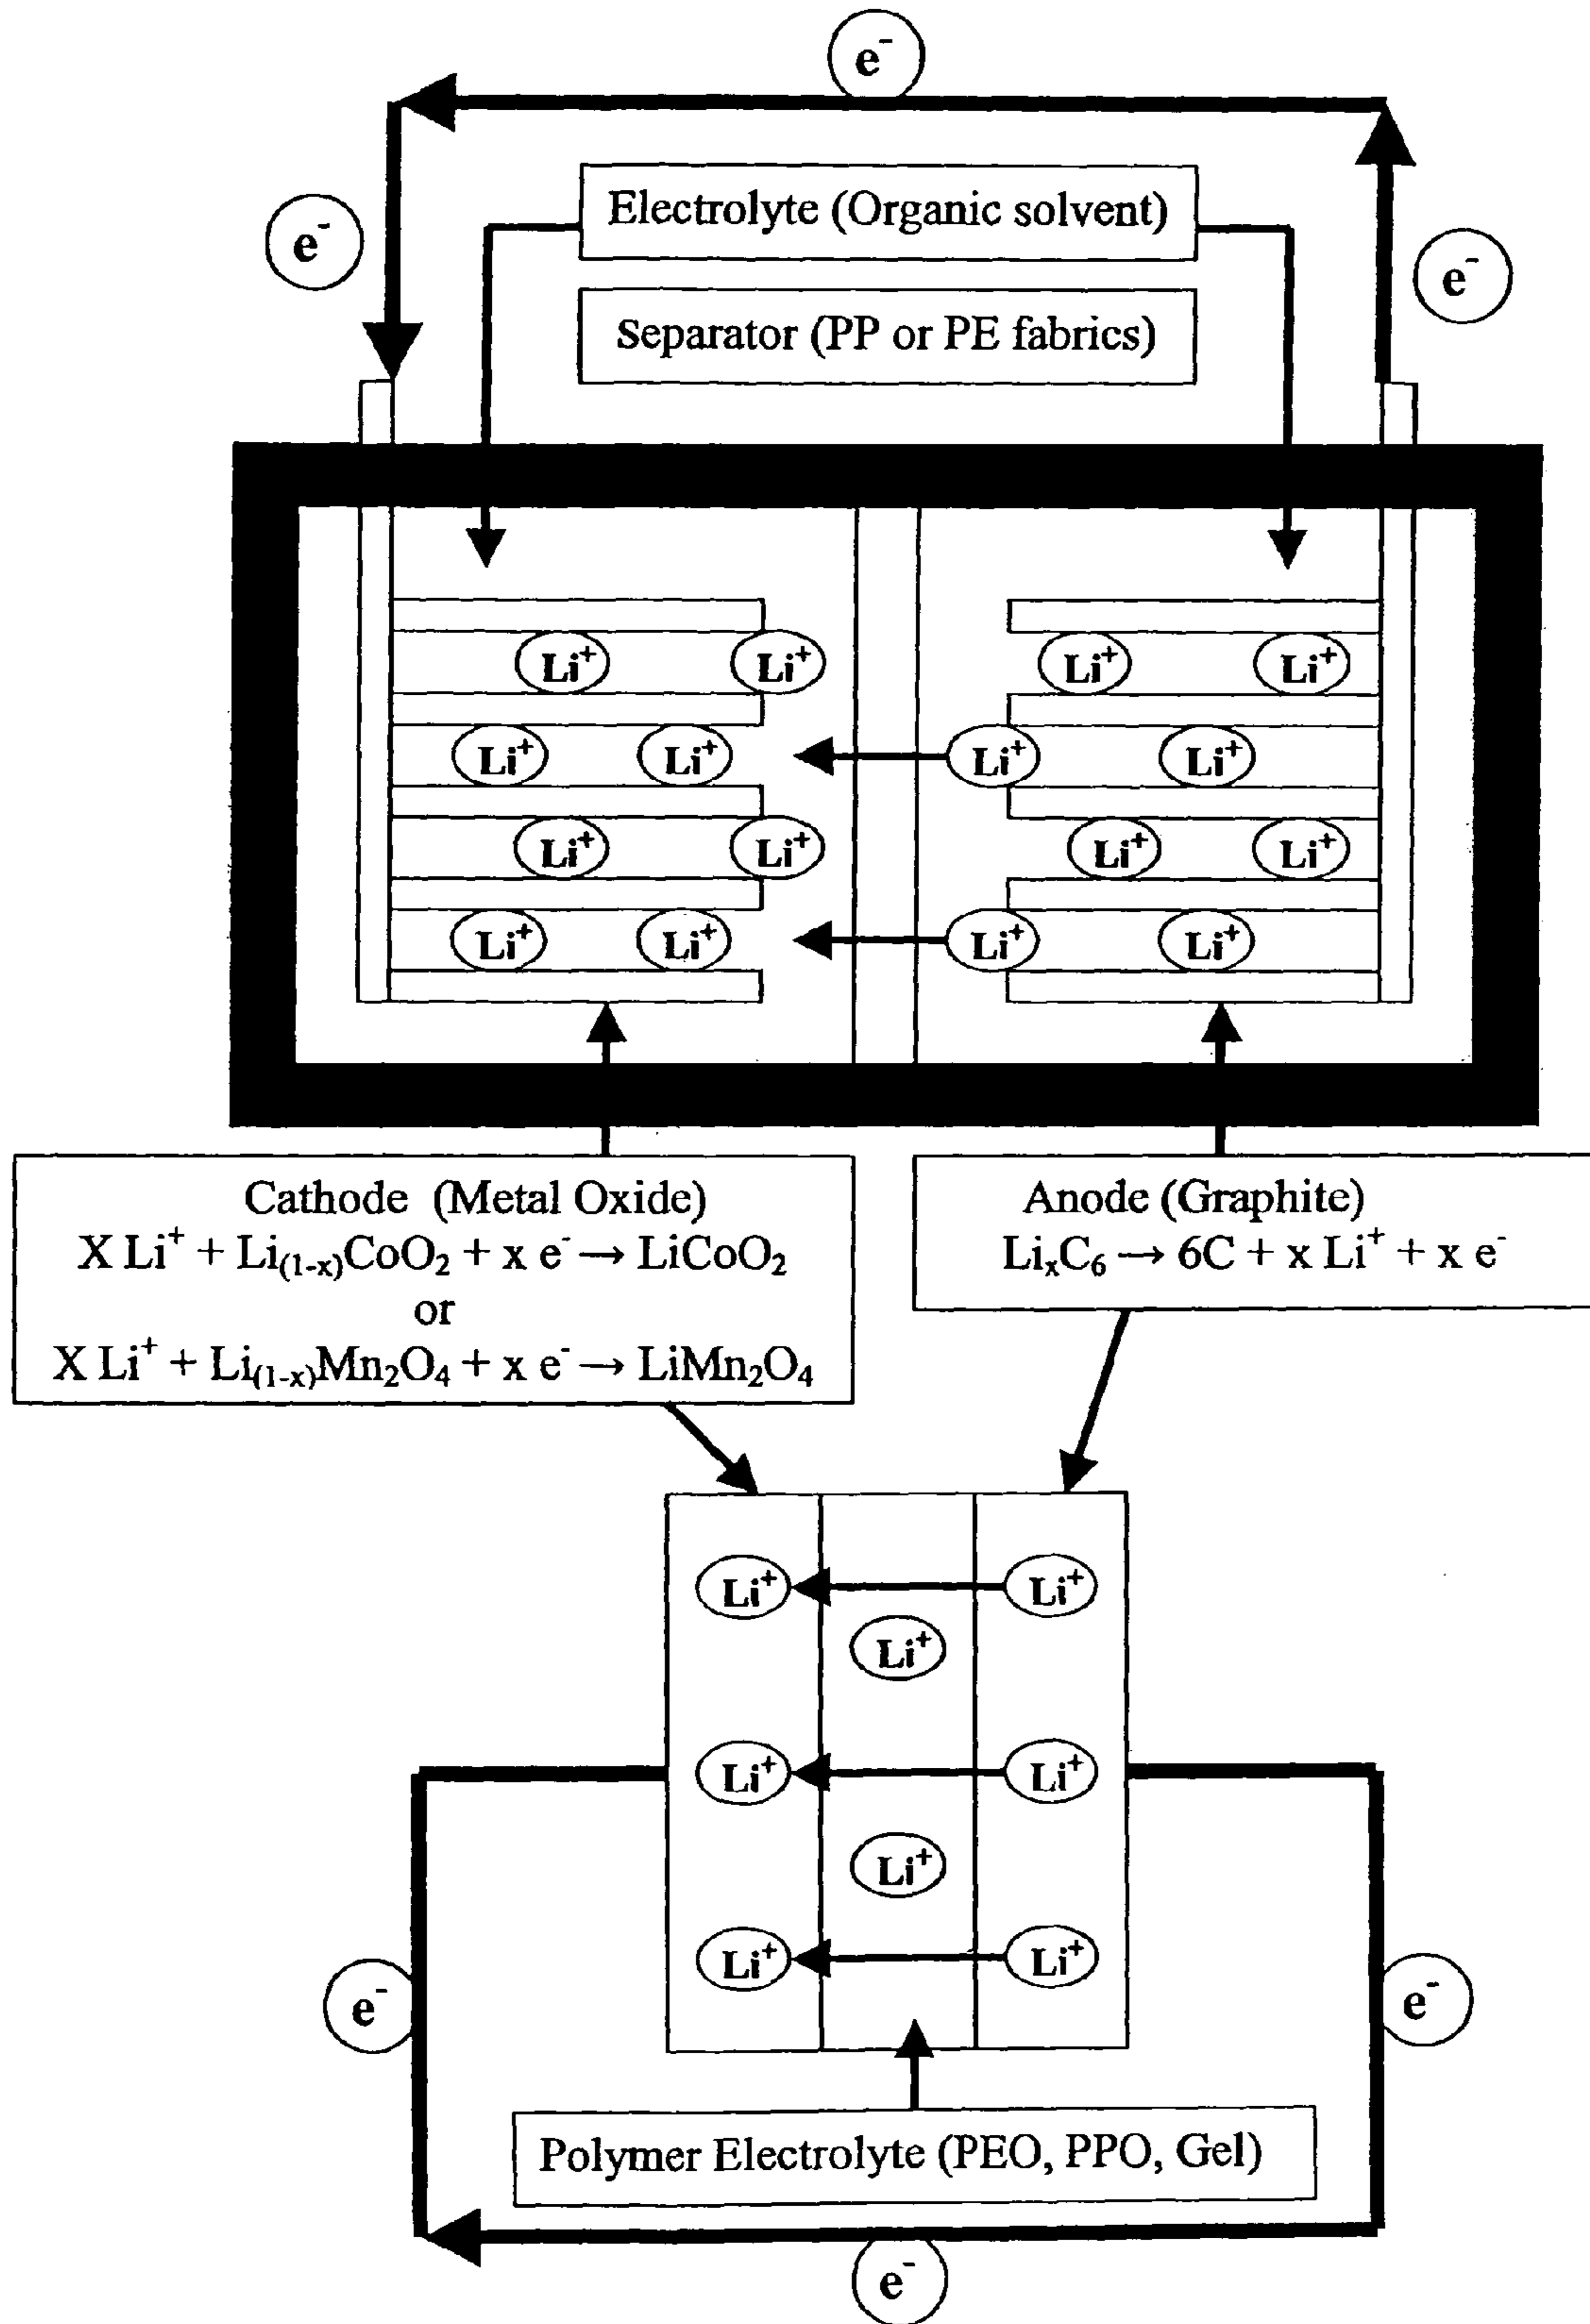 e⁻
e⁻
e⁻
Electrolyte (Organic solvent)
Separator (PP or PE fabrics)
Li⁺ Li⁺ Li⁺ Li⁺
Li⁺ Li⁺ Li⁺ Li⁺
Li⁺ Li⁺ Li⁺ Li⁺
Li⁺ Li⁺ Li⁺ Li⁺
Cathode (Metal Oxide)
X Li⁺ + Li₍₁₋ₓ₎CoO₂ + x e⁻ → LiCoO₂
or
X Li⁺ + Li₍₁₋ₓ₎Mn₂O₄ + x e⁻ → LiMn₂O₄
Anode (Graphite)
LiₓC₆ → 6C + x Li⁺ + x e⁻
Li⁺ Li⁺
Li⁺
Li⁺ Li⁺
Li⁺
Li⁺ Li⁺
e⁻ e⁻
Polymer Electrolyte (PEO, PPO, Gel)
e⁻